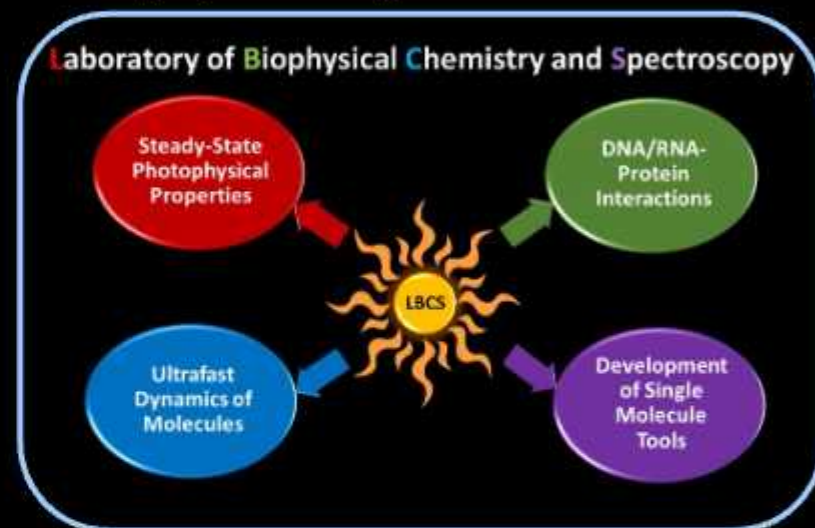 Laboratory of Biophysical Chemistry and Spectroscopy
Steady-State
Photophysical
Properties
DNA/RNA-
Protein
Interactions
LBCS
Ultrafast
Dynamics of
Molecules
Development
of Single
Molecule
Tools